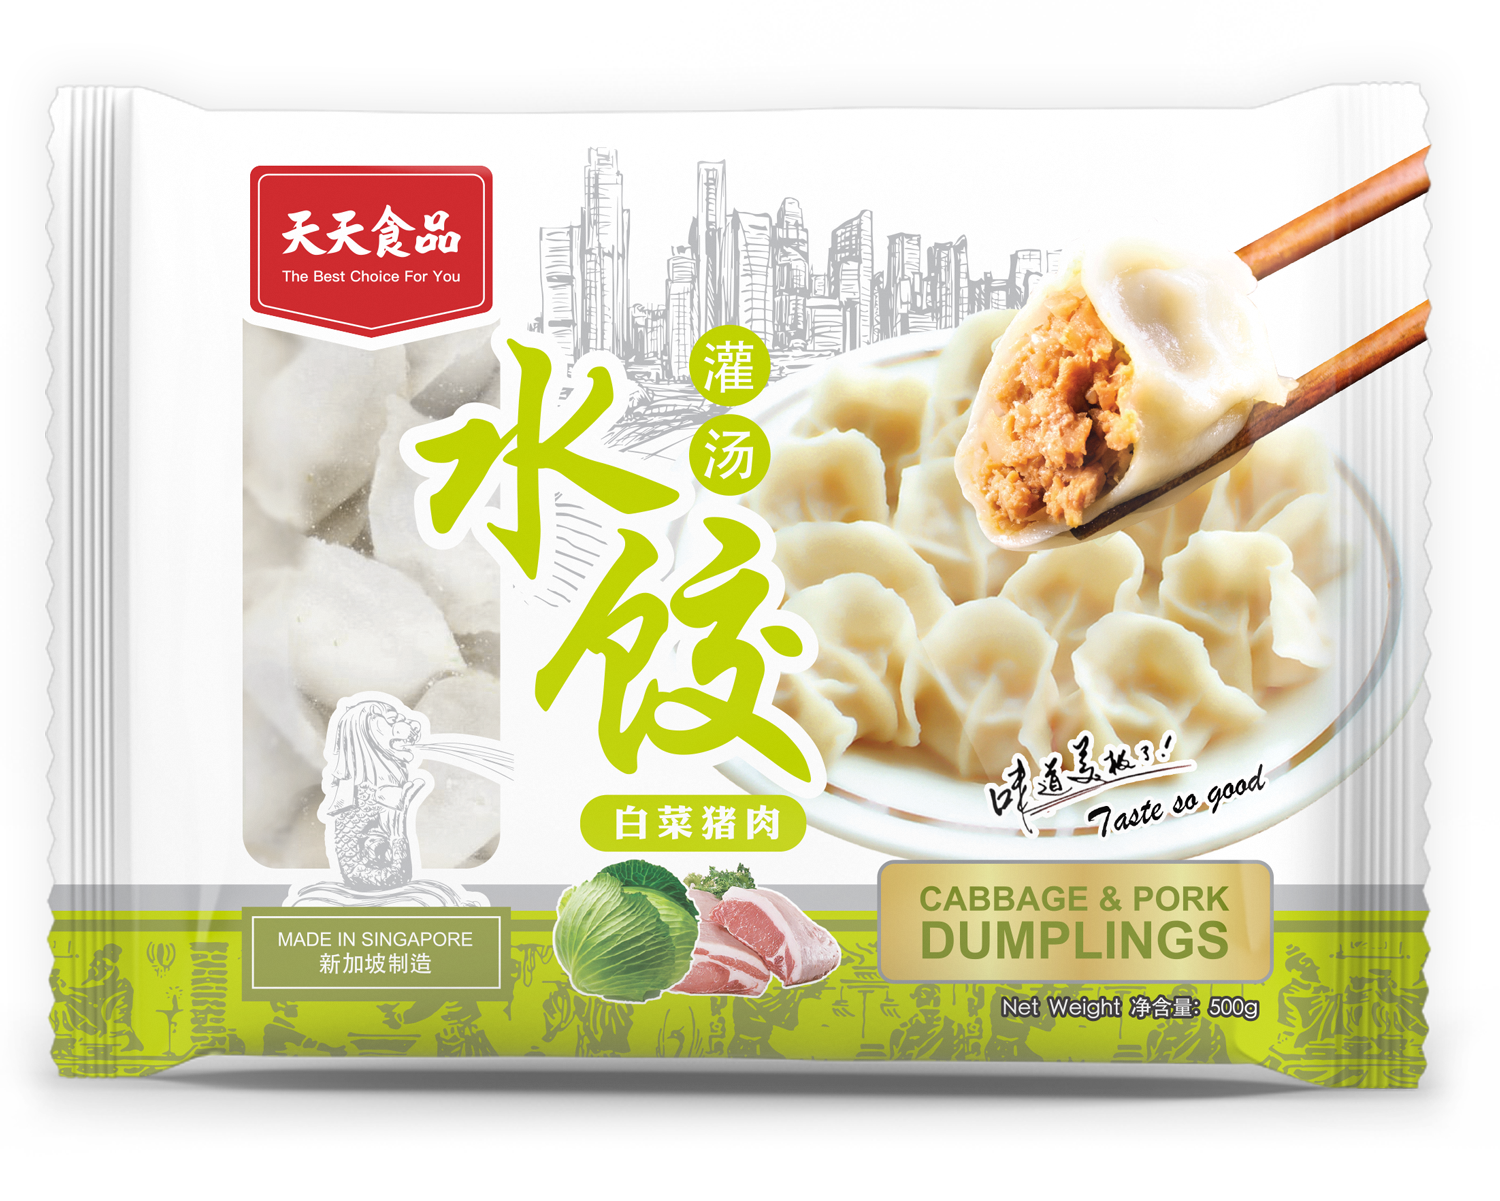 天天食品
The Best Choice For You
灌汤
水饺
白菜猪肉
味道美极了!
Taste so good
CABBAGE & PORK
DUMPLINGS
MADE IN SINGAPORE
新加坡制造
Net Weight 净含量: 500g